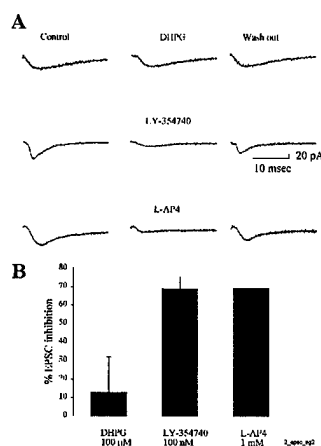 A
Control DHPG Wash out
LY-354740
20 pA
10 msec
L-AP4
B
% EPSC inhibition
80
70
60
50
40
30
20
10
0
DHPG LY-354740 L-AP4
100 µM 100 nM 1 mM